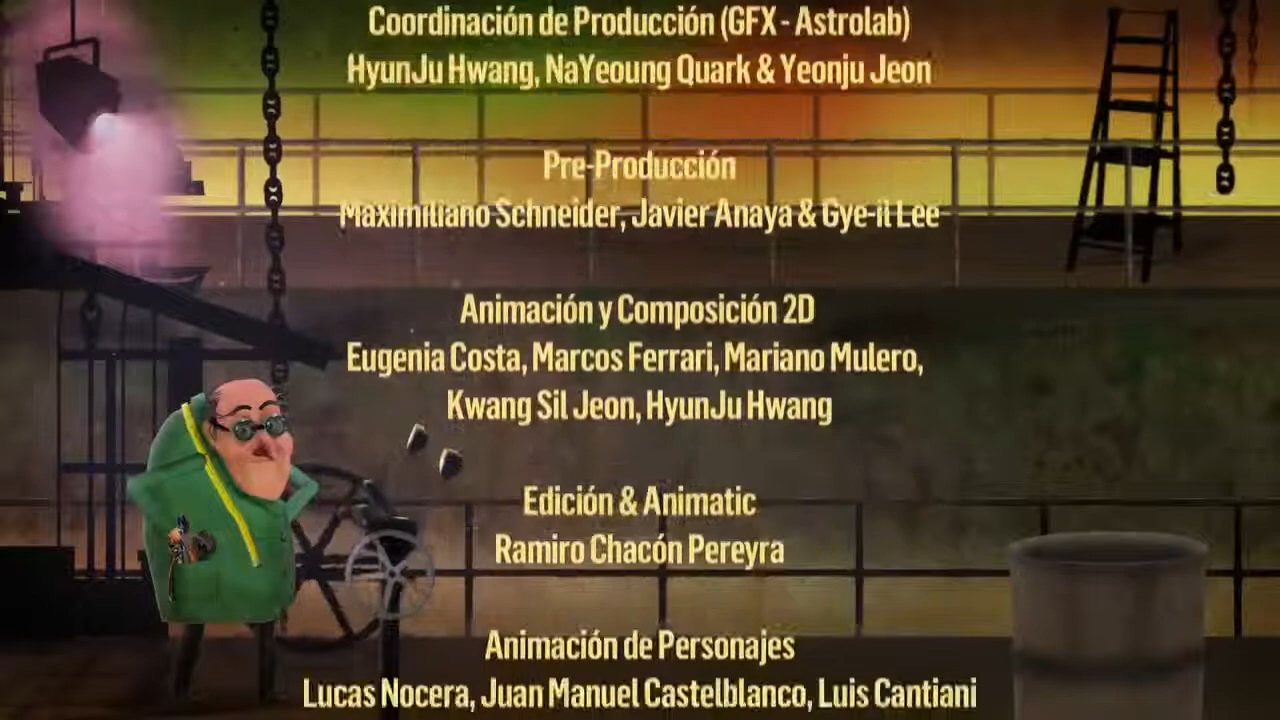 Coordinación de Producción (GFX - Astrolab)
HyunJu Hwang, NaYeoung Quark & Yeonju Jeon
Pre-Producción
Maximiliano Schneider, Javier Anaya & Gye-il Lee
Animación y Composición 2D
Eugenia Costa, Marcos Ferrari, Mariano Mulero,
Kwang Sil Jeon, HyunJu Hwang
Edición & Animatic
Ramiro Chacón Pereyra
Animación de Personajes
Lucas Nocera, Juan Manuel Castelblanco, Luis Cantiani